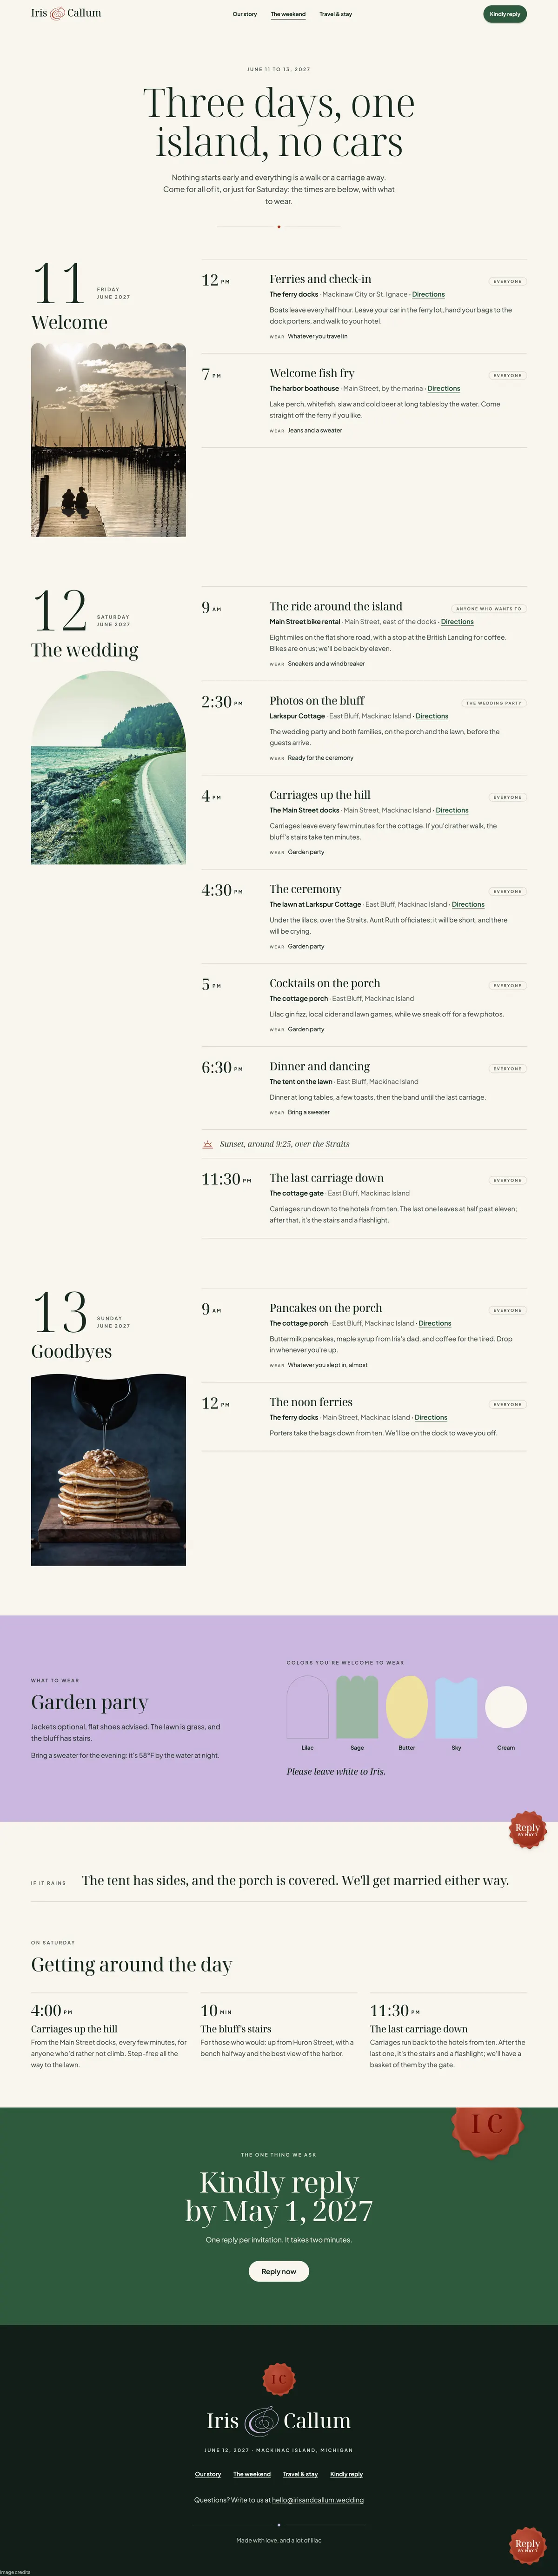 Iris Callum
Our story
The weekend
Travel & stay
Kindly reply
JUNE 11 TO 13, 2027
Three days, one
island, no cars
Nothing starts early and everything is a walk or a carriage away.
Come for all of it, or just for Saturday: the times are below, with what
to wear.
11
FRIDAY
JUNE 2027
Welcome
12 PM
Ferries and check-in
EVERYONE
The ferry docks · Mackinaw City or St. Ignace · Directions
Boats leave every half hour. Leave your car in the ferry lot, hand your bags to the
dock porters, and walk to your hotel.
WEAR Whatever you travel in
7 PM
Welcome fish fry
EVERYONE
The harbor boathouse · Main Street, by the marina · Directions
Lake perch, whitefish, slaw and cold beer at long tables by the water. Come
straight off the ferry if you like.
WEAR Jeans and a sweater
12
SATURDAY
JUNE 2027
The wedding
9 AM
The ride around the island
ANYONE WHO WANTS TO
Main Street bike rental · Main Street, east of the docks · Directions
Eight miles on the flat shore road, with a stop at the British Landing for coffee.
Bikes are on us; we'll be back by eleven.
WEAR Sneakers and a windbreaker
2:30 PM
Photos on the bluff
THE WEDDING PARTY
Larkspur Cottage · East Bluff, Mackinac Island · Directions
The wedding party and both families, on the porch and the lawn, before the
guests arrive.
WEAR Ready for the ceremony
4 PM
Carriages up the hill
EVERYONE
The Main Street docks · Main Street, Mackinac Island · Directions
Carriages leave every few minutes for the cottage. If you'd rather walk, the
bluff's stairs take ten minutes.
WEAR Garden party
4:30 PM
The ceremony
EVERYONE
The lawn at Larkspur Cottage · East Bluff, Mackinac Island · Directions
Under the lilacs, over the Straits. Aunt Ruth officiates; it will be short, and there
will be crying.
WEAR Garden party
5 PM
Cocktails on the porch
EVERYONE
The cottage porch · East Bluff, Mackinac Island
Lilac gin fizz, local cider and lawn games, while we sneak off for a few photos.
WEAR Garden party
6:30 PM
Dinner and dancing
EVERYONE
The tent on the lawn · East Bluff, Mackinac Island
Dinner at long tables, a few toasts, then the band until the last carriage.
WEAR Bring a sweater
Sunset, around 9:25, over the Straits
11:30 PM
The last carriage down
EVERYONE
The cottage gate · East Bluff, Mackinac Island
Carriages run down to the hotels from ten. The last one leaves at half past eleven;
after that, it's the stairs and a flashlight.
13
SUNDAY
JUNE 2027
Goodbyes
9 AM
Pancakes on the porch
EVERYONE
The cottage porch · East Bluff, Mackinac Island · Directions
Buttermilk pancakes, maple syrup from Iris's dad, and coffee for the tired. Drop
in whenever you're up.
WEAR Whatever you slept in, almost
12 PM
The noon ferries
EVERYONE
The ferry docks · Main Street, Mackinac Island · Directions
Porters take the bags down from ten. We'll be on the dock to wave you off.
WHAT TO WEAR
Garden party
Jackets optional, flat shoes advised. The lawn is grass, and
the bluff has stairs.
Bring a sweater for the evening: it's 58°F by the water at night.
COLORS YOU'RE WELCOME TO WEAR
Lilac
Sage
Butter
Sky
Cream
Please leave white to Iris.
Reply
BY MAY 1
IF IT RAINS
The tent has sides, and the porch is covered. We'll get married either way.
ON SATURDAY
Getting around the day
4:00 PM
Carriages up the hill
From the Main Street docks, every few minutes, for
anyone who'd rather not climb. Step-free all the
way to the lawn.
10 MIN
The bluff's stairs
For those who would: up from Huron Street, with a
bench halfway and the best view of the harbor.
11:30 PM
The last carriage down
Carriages run back to the hotels from ten. After the
last one, it's the stairs and a flashlight; we'll have a
basket of them by the gate.
I C
THE ONE THING WE ASK
Kindly reply
by May 1, 2027
One reply per invitation. It takes two minutes.
Reply now
I C
Iris Callum
JUNE 12, 2027 · MACKINAC ISLAND, MICHIGAN
Our story
The weekend
Travel & stay
Kindly reply
Questions? Write to us at hello@irisandcallum.wedding
Made with love, and a lot of lilac
Reply
BY MAY 1
Image credits